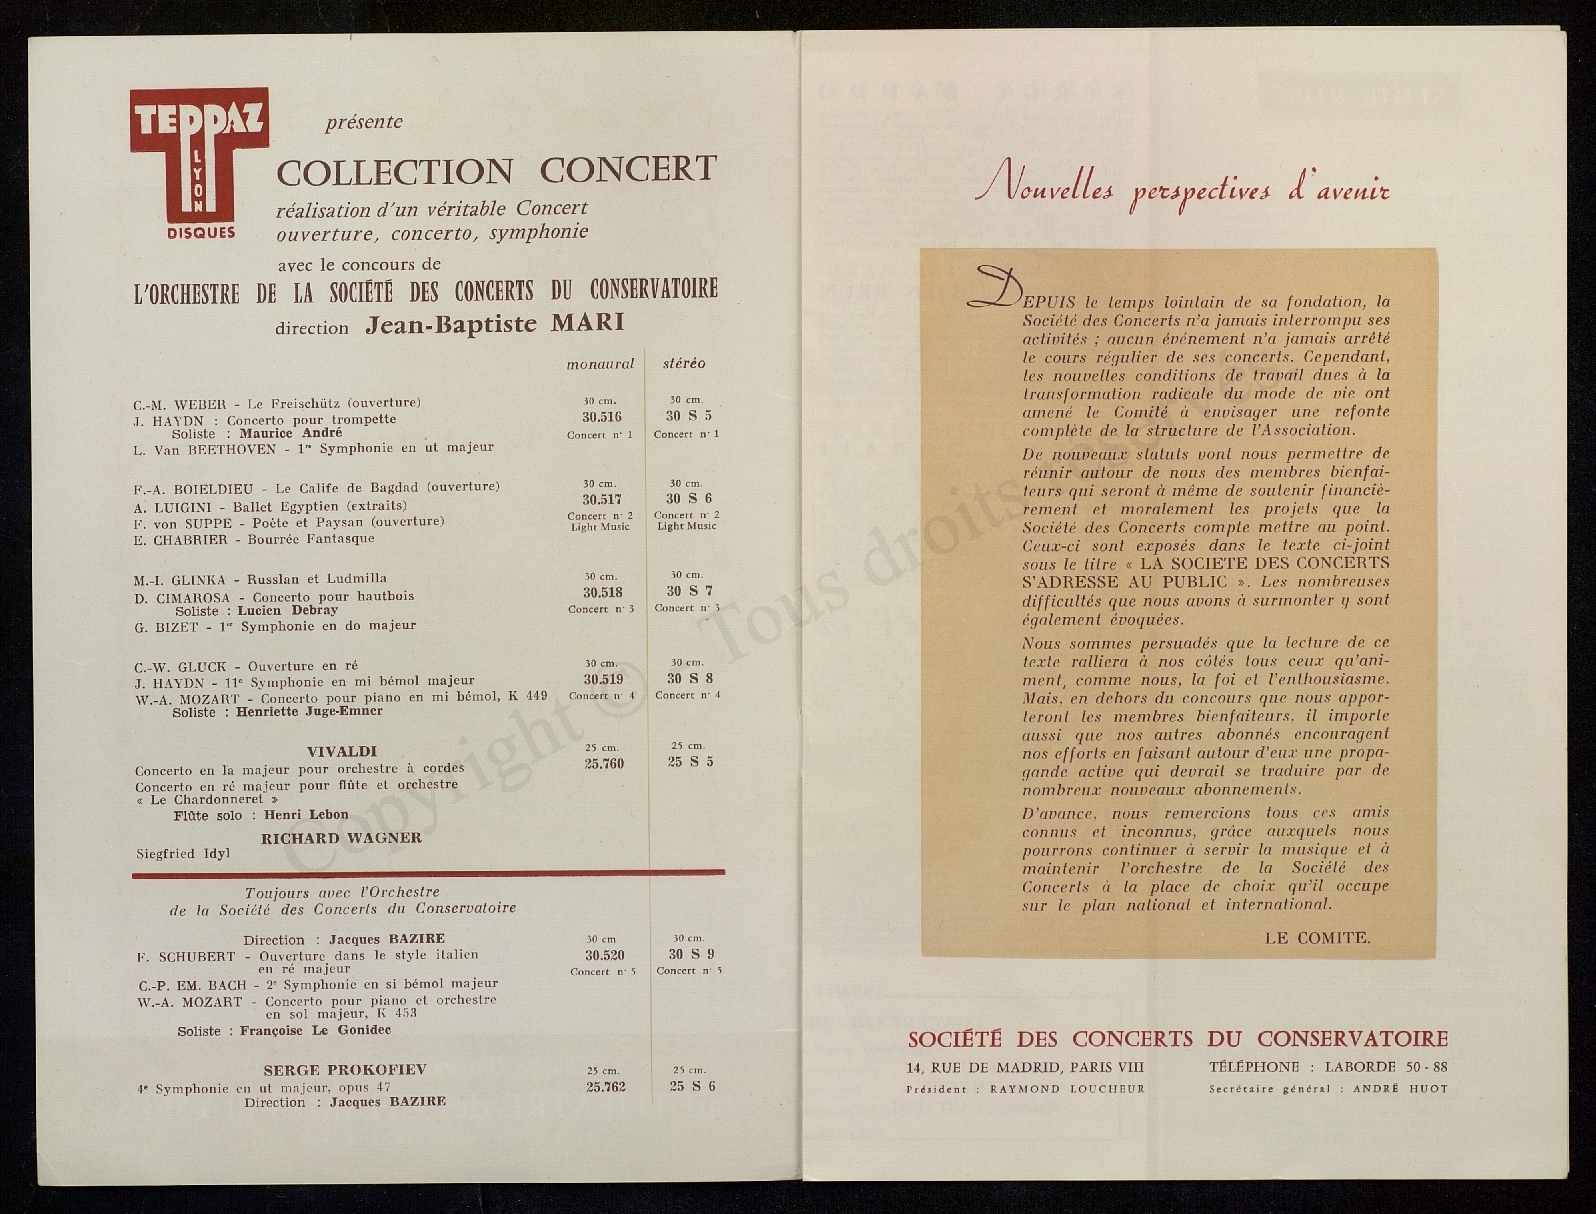 TEPPAZ
LYON
DISQUES
présente
COLLECTION CONCERT
réalisation d'un véritable Concert
ouverture, concerto, symphonie
avec le concours de
L'ORCHESTRE DE LA SOCIÉTÉ DES CONCERTS DU CONSERVATOIRE
direction Jean-Baptiste MARI
monaural stéréo
C.-M. WEBER - Le Freischütz (ouverture) 30 cm. 30 cm.
J. HAYDN : Concerto pour trompette 30.516 30 S 5
Soliste : Maurice André Concert n° 1 Concert n° 1
L. Van BEETHOVEN - 1re Symphonie en ut majeur
F.-A. BOIELDIEU - Le Calife de Bagdad (ouverture) 30 cm. 30 cm.
A. LUIGINI - Ballet Egyptien (extraits) 30.517 30 S 6
F. von SUPPE - Poète et Paysan (ouverture) Concert n° 2 Concert n° 2
Light Music Light Music
E. CHABRIER - Bourrée Fantasque
M.-I. GLINKA - Russlan et Ludmilla 30 cm. 30 cm.
D. CIMAROSA - Concerto pour hautbois 30.518 30 S 7
Soliste : Lucien Debray Concert n° 3 Concert n° 3
G. BIZET - 1re Symphonie en do majeur
C.-W. GLUCK - Ouverture en ré 30 cm. 30 cm.
J. HAYDN - 11e Symphonie en mi bémol majeur 30.519 30 S 8
W.-A. MOZART - Concerto pour piano en mi bémol, K 449 Concert n° 4 Concert n° 4
Soliste : Henriette Juge-Emner
VIVALDI 25 cm. 25 cm.
Concerto en la majeur pour orchestre à cordes 25.760 25 S 5
Concerto en ré majeur pour flûte et orchestre
« Le Chardonneret »
Flûte solo : Henri Lebon
RICHARD WAGNER
Siegfried Idyl
Toujours avec l'Orchestre
de la Société des Concerts du Conservatoire
Direction : Jacques BAZIRE 30 cm 30 cm.
F. SCHUBERT - Ouverture dans le style italien 30.520 30 S 9
en ré majeur Concert n° 5 Concert n° 5
C.-P. EM. BACH - 2e Symphonie en si bémol majeur
W.-A. MOZART - Concerto pour piano et orchestre
en sol majeur, K 453
Soliste : Françoise Le Gonidec
SERGE PROKOFIEV 25 cm. 25 cm.
4e Symphonie en ut majeur, opus 47 25.762 25 S 6
Direction : Jacques BAZIRE
Nouvelles perspectives d'avenir
DEPUIS le temps lointain de sa fondation, la
Société des Concerts n'a jamais interrompu ses
activités ; aucun événement n'a jamais arrêté
le cours régulier de ses concerts. Cependant,
les nouvelles conditions de travail dues à la
transformation radicale du mode de vie ont
amené le Comité à envisager une refonte
complète de la structure de l'Association.
De nouveaux statuts vont nous permettre de
réunir autour de nous des membres bienfai-
teurs qui seront à même de soutenir financiè-
rement et moralement les projets que la
Société des Concerts compte mettre au point.
Ceux-ci sont exposés dans le texte ci-joint
sous le titre « LA SOCIETE DES CONCERTS
S'ADRESSE AU PUBLIC ». Les nombreuses
difficultés que nous avons à surmonter y sont
également évoquées.
Nous sommes persuadés que la lecture de ce
texte ralliera à nos côtés tous ceux qu'ani-
ment, comme nous, la foi et l'enthousiasme.
Mais, en dehors du concours que nous appor-
teront les membres bienfaiteurs, il importe
aussi que nos autres abonnés encouragent
nos efforts en faisant autour d'eux une propa-
gande active qui devrait se traduire par de
nombreux nouveaux abonnements.
D'avance, nous remercions tous ces amis
connus et inconnus, grâce auxquels nous
pourrons continuer à servir la musique et à
maintenir l'orchestre de la Société des
Concerts à la place de choix qu'il occupe
sur le plan national et international.
LE COMITE.
SOCIÉTÉ DES CONCERTS DU CONSERVATOIRE
14, RUE DE MADRID, PARIS VIII TÉLÉPHONE : LABORDE 50 - 88
Président : RAYMOND LOUCHEUR Secrétaire général : ANDRÉ HUOT
Copyright © Tous droits réservés